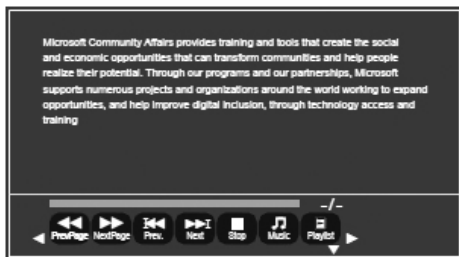 Microsoft Community Affairs provides training and tools that create the social
and economic opportunities that can transform communities and help people
realize their potential. Through our programs and our partnerships, Microsoft
supports numerous projects and organizations around the world working to expand
opportunities, and help improve digital inclusion, through technology access and
training
-/-
PrevPage NextPage Prev. Next Stop Music Playlist